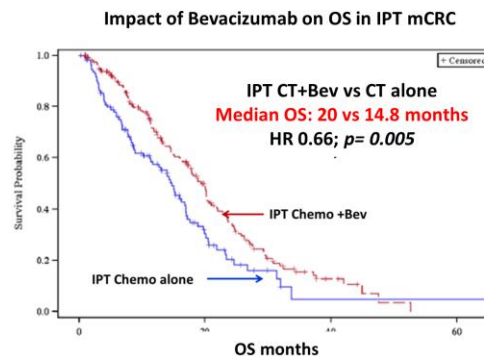 Impact of Bevacizumab on OS in IPT mCRC
+ Censored
IPT CT+Bev vs CT alone
Median OS: 20 vs 14.8 months
HR 0.66; p= 0.005
Survival Probability
1.0
0.8
0.6
0.4
0.2
0.0
IPT Chemo +Bev
IPT Chemo alone
0
20
40
60
OS months